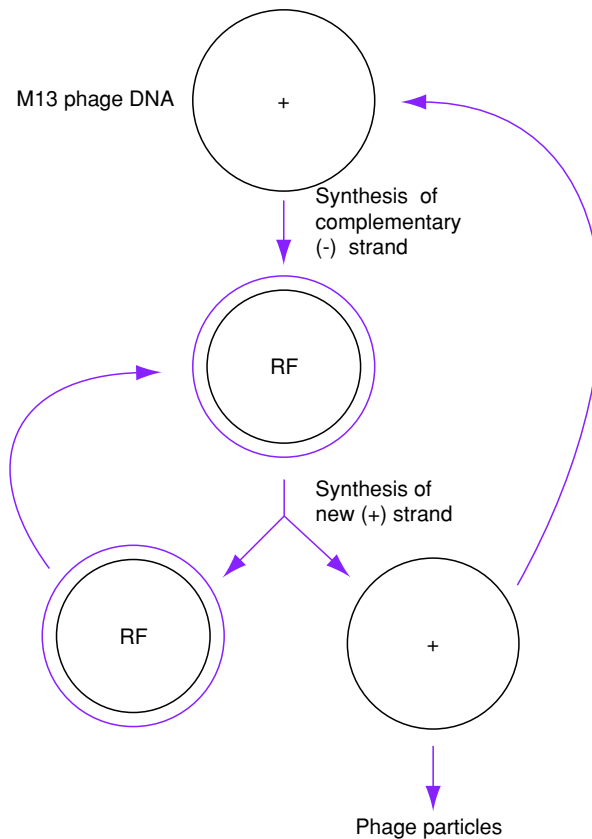 M13 phage DNA
+
Synthesis of
complementary
(-) strand
RF
Synthesis of
new (+) strand
RF
+
Phage particles